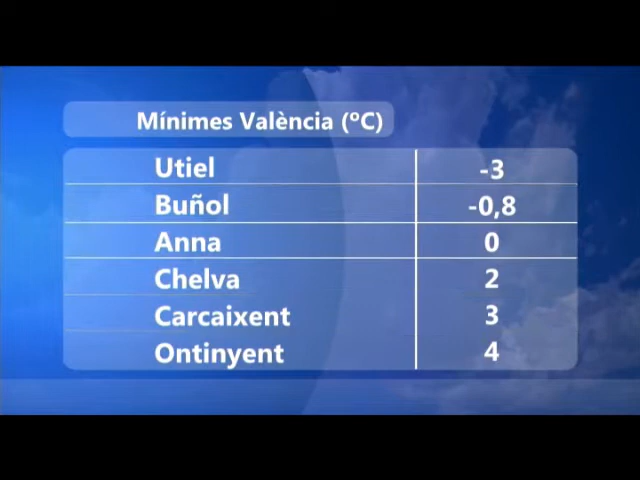 Mínimes València (ºC)
Utiel -3
Buñol -0,8
Anna 0
Chelva 2
Carcaixent 3
Ontinyent 4